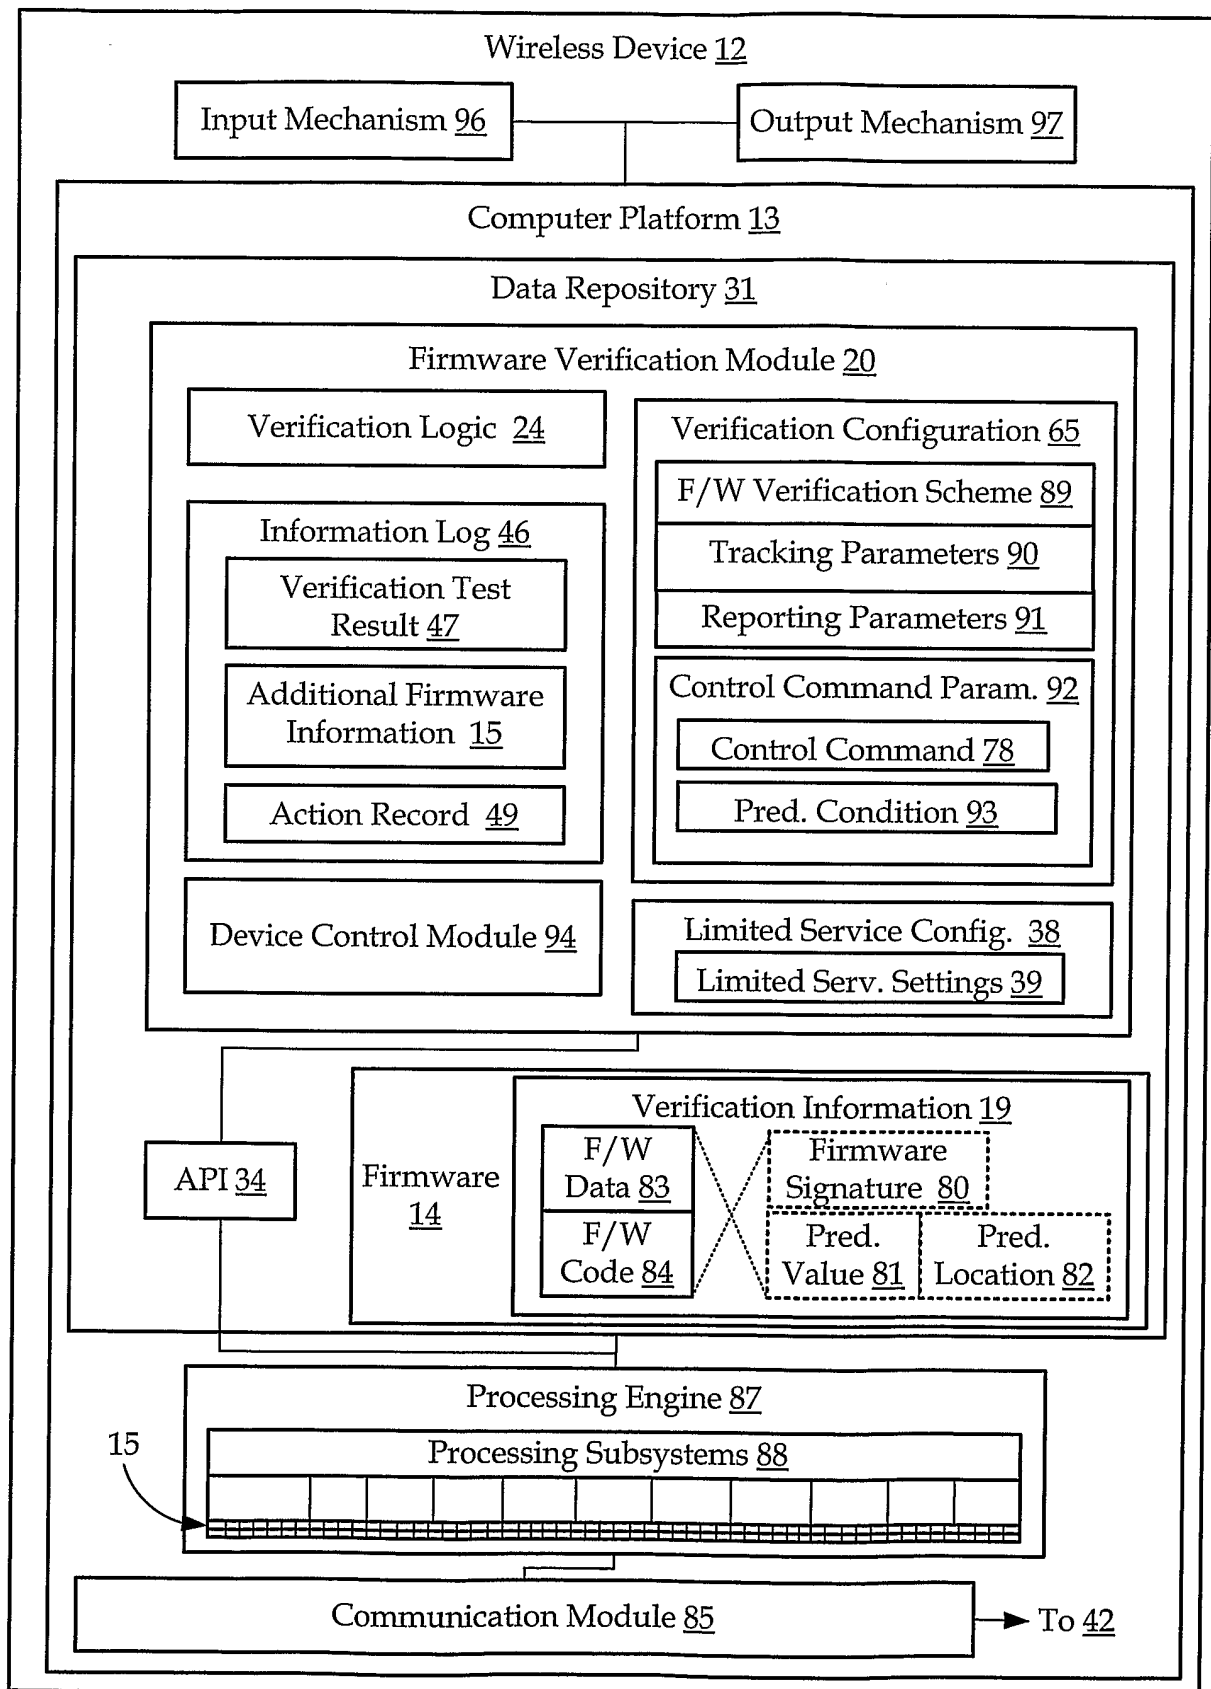 Wireless Device 12
Input Mechanism 96
Output Mechanism 97
Computer Platform 13
Data Repository 31
Firmware Verification Module 20
Verification Logic 24
Information Log 46
Verification Test
Result 47
Additional Firmware
Information 15
Action Record 49
Device Control Module 94
Verification Configuration 65
F/W Verification Scheme 89
Tracking Parameters 90
Reporting Parameters 91
Control Command Param. 92
Control Command 78
Pred. Condition 93
Limited Service Config. 38
Limited Serv. Settings 39
API 34
Firmware
14
Verification Information 19
F/W
Data 83
F/W
Code 84
Firmware
Signature 80
Pred.
Value 81
Pred.
Location 82
Processing Engine 87
Processing Subsystems 88
15
Communication Module 85
To 42